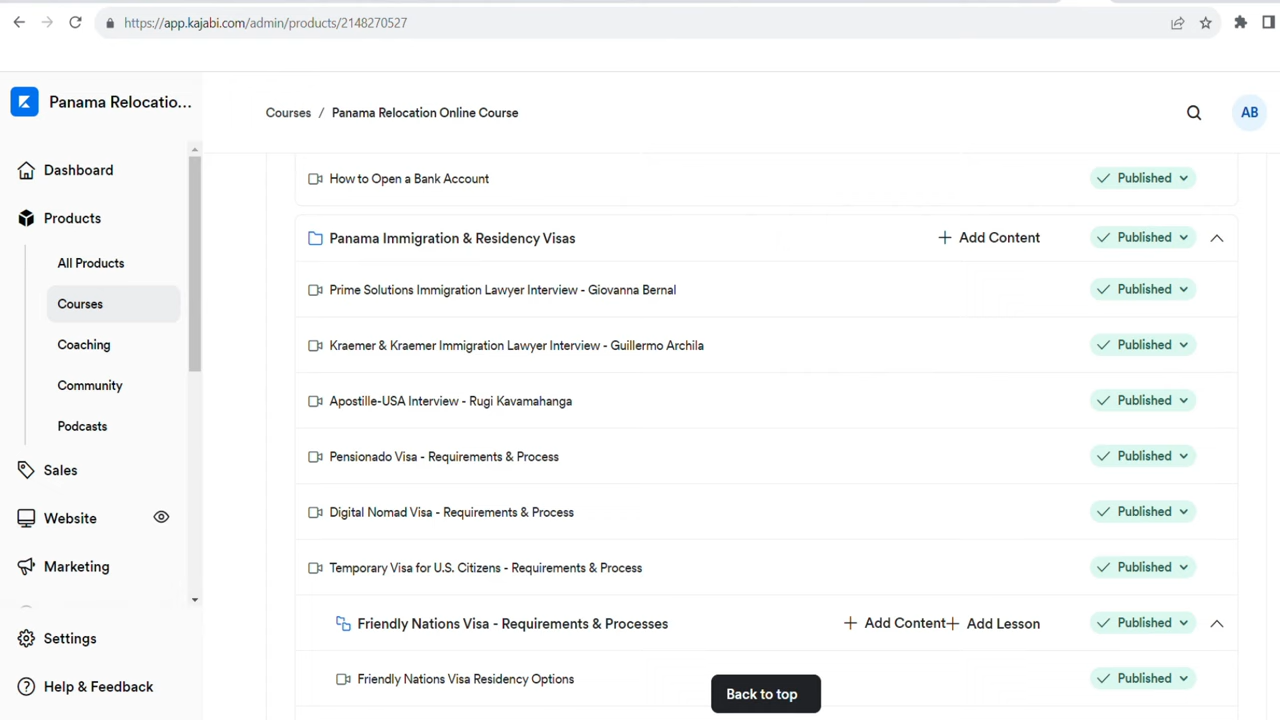 https://app.kajabi.com/admin/products/2148270527
Panama Relocatio...
Courses / Panama Relocation Online Course
AB
Dashboard
Products
All Products
Courses
Coaching
Community
Podcasts
Sales
Website
Marketing
Settings
Help & Feedback
How to Open a Bank Account Published
Panama Immigration & Residency Visas + Add Content Published
Prime Solutions Immigration Lawyer Interview - Giovanna Bernal Published
Kraemer & Kraemer Immigration Lawyer Interview - Guillermo Archila Published
Apostille-USA Interview - Rugi Kavamahanga Published
Pensionado Visa - Requirements & Process Published
Digital Nomad Visa - Requirements & Process Published
Temporary Visa for U.S. Citizens - Requirements & Process Published
Friendly Nations Visa - Requirements & Processes + Add Content + Add Lesson Published
Friendly Nations Visa Residency Options Published
Back to top